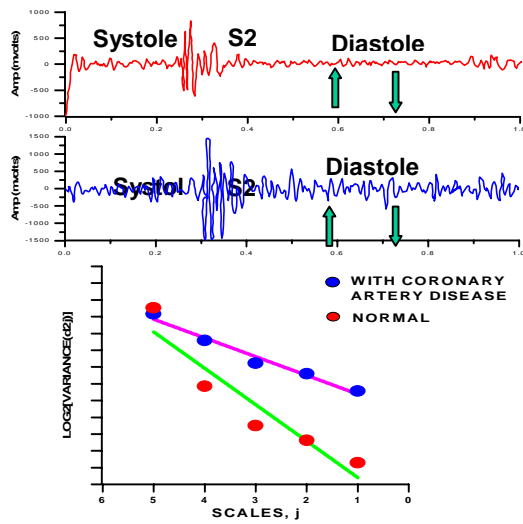 Systole S2 Diastole
Amp(mvolts)
1000
500
0
-500
-1000
0.0 0.2 0.4 0.6 0.8 1.0
Systol S2 Diastole
Amp(mvolts)
1500
1000
500
0
-500
-1000
-1500
0.0 0.2 0.4 0.6 0.8 1.0
WITH CORONARY
ARTERY DISEASE
NORMAL
LOG2[VARIANCE(d2j)]
6 5 4 3 2 1 0
SCALES, j